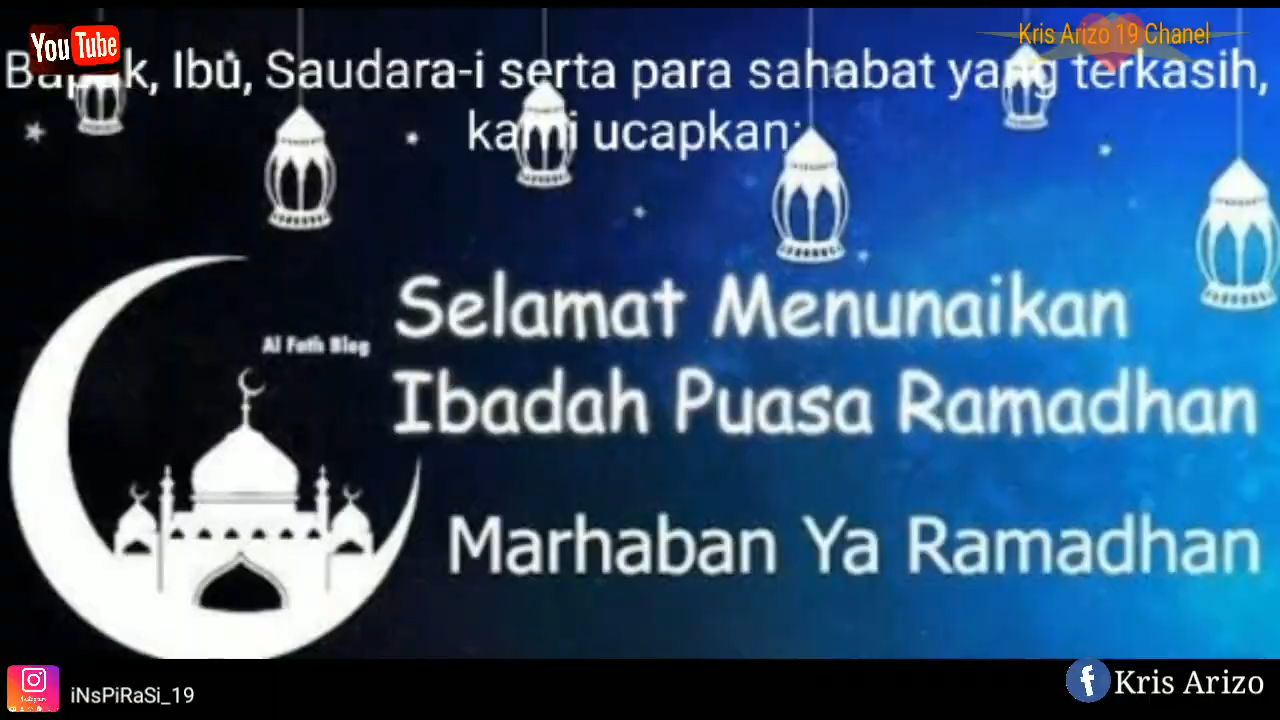 YouTube
Kris Arizo 19 Chanel
Bapak, Ibu, Saudara-i serta para sahabat yang terkasih,
kami ucapkan:
Selamat Menunaikan
Al Fath Blog
Ibadah Puasa Ramadhan
Marhaban Ya Ramadhan
Instagram
iNsPiRaSi_19
f Kris Arizo